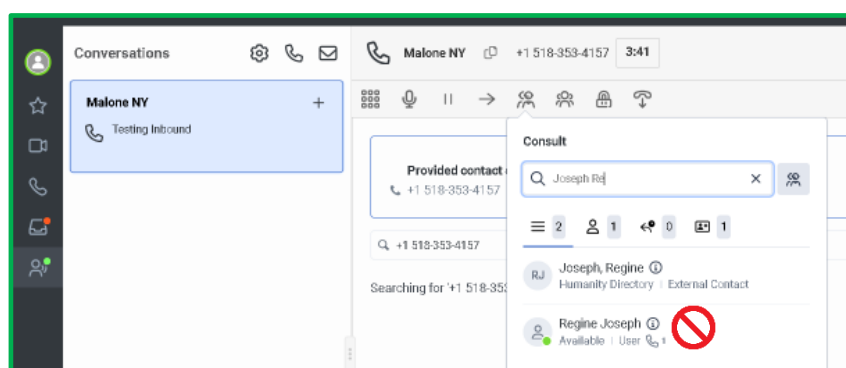 Conversations
Malone NY +1 518-353-4157 3:41
Malone NY
Testing Inbound
Consult
Provided contact
+1 518-353-4157
Joseph Re
2 1 0 1
+1 518-353-4157
Searching for '+1 518-35
RJ Joseph, Regine
Humanity Directory | External Contact
Regine Joseph
Available | User 1